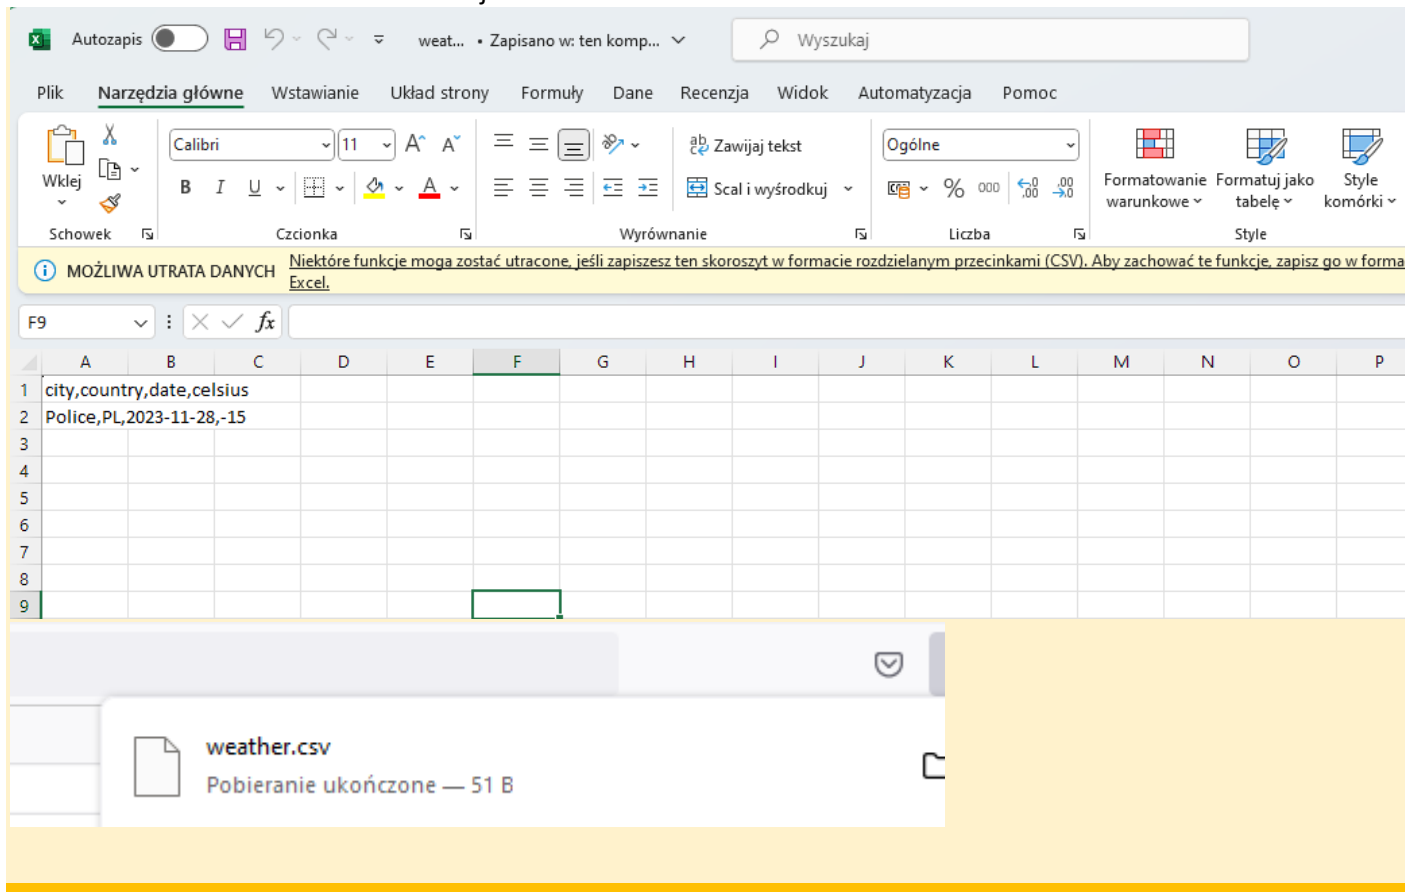 Autozapis weat... • Zapisano w: ten komp... Wyszukaj
Plik Narzędzia główne Wstawianie Układ strony Formuły Dane Recenzja Widok Automatyzacja Pomoc
Calibri 11 A^ A˅ ab Zawijaj tekst Ogólne
Wklej B I U A Scal i wyśrodkuj % 000 Formatowanie warunkowe Formatuj jako tabelę Style komórki
Schowek Czcionka Wyrównanie Liczba Style
MOŻLIWA UTRATA DANYCH Niektóre funkcje moga zostać utracone, jeśli zapiszesz ten skoroszyt w formacie rozdzielanym przecinkami (CSV). Aby zachować te funkcje, zapisz go w forma
Excel.
F9 fx
A B C D E F G H I J K L M N O P
1 city,country,date,celsius
2 Police,PL,2023-11-28,-15
3
4
5
6
7
8
9
weather.csv
Pobieranie ukończone — 51 B